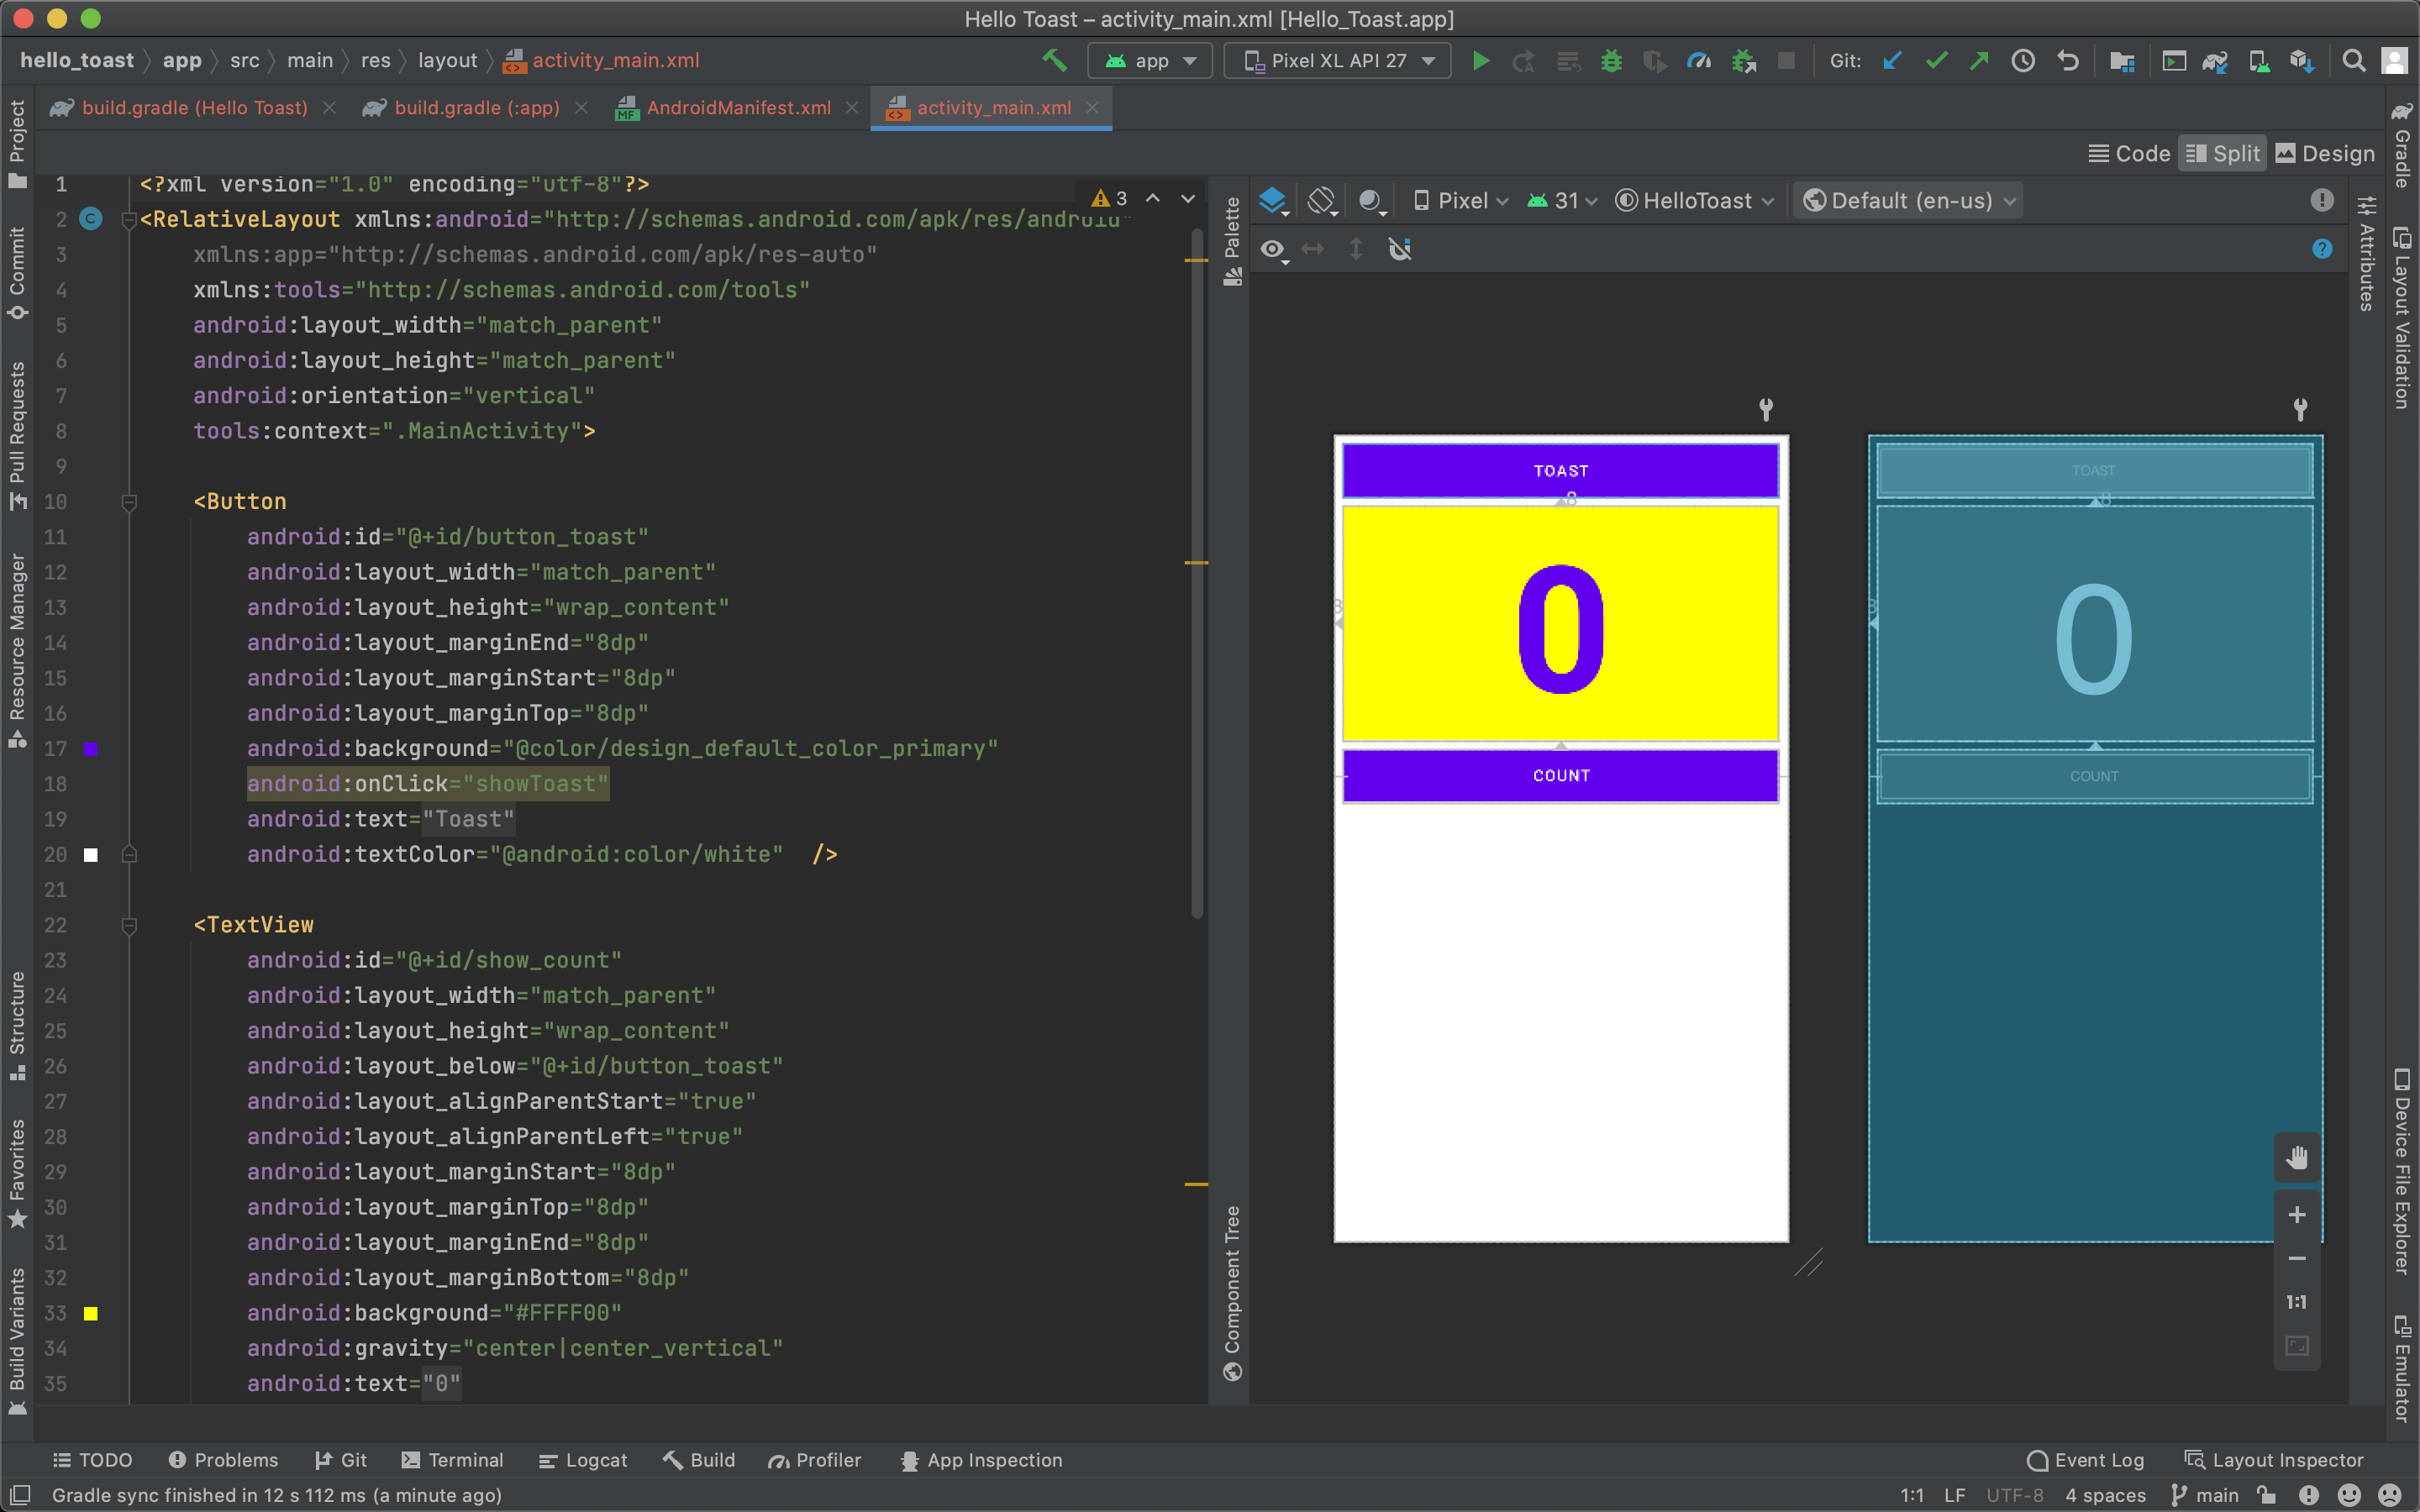 Hello Toast – activity_main.xml [Hello_Toast.app]
hello_toast app src main res layout activity_main.xml
app
Pixel XL API 27
Git:
build.gradle (Hello Toast)
build.gradle (:app)
AndroidManifest.xml
activity_main.xml
Code
Split
Design
Project
Commit
Pull Requests
Resource Manager
Structure
Favorites
Build Variants
3
1 <?xml version="1.0" encoding="utf-8"?>
2 <RelativeLayout xmlns:android="http://schemas.android.com/apk/res/android"
3 xmlns:app="http://schemas.android.com/apk/res-auto"
4 xmlns:tools="http://schemas.android.com/tools"
5 android:layout_width="match_parent"
6 android:layout_height="match_parent"
7 android:orientation="vertical"
8 tools:context=".MainActivity">
9
10 <Button
11 android:id="@+id/button_toast"
12 android:layout_width="match_parent"
13 android:layout_height="wrap_content"
14 android:layout_marginEnd="8dp"
15 android:layout_marginStart="8dp"
16 android:layout_marginTop="8dp"
17 android:background="@color/design_default_color_primary"
18 android:onClick="showToast"
19 android:text="Toast"
20 android:textColor="@android:color/white" />
21
22 <TextView
23 android:id="@+id/show_count"
24 android:layout_width="match_parent"
25 android:layout_height="wrap_content"
26 android:layout_below="@+id/button_toast"
27 android:layout_alignParentStart="true"
28 android:layout_alignParentLeft="true"
29 android:layout_marginStart="8dp"
30 android:layout_marginTop="8dp"
31 android:layout_marginEnd="8dp"
32 android:layout_marginBottom="8dp"
33 android:background="#FFFF00"
34 android:gravity="center|center_vertical"
35 android:text="0"
Palette
Component Tree
Pixel
31
HelloToast
Default (en-us)
TOAST
8
8
0
COUNT
TOAST
8
8
0
COUNT
1:1
Attributes
Gradle
Layout Validation
Device File Explorer
Emulator
TODO
Problems
Git
Terminal
Logcat
Build
Profiler
App Inspection
Event Log
Layout Inspector
Gradle sync finished in 12 s 112 ms (a minute ago)
1:1
LF
UTF-8
4 spaces
main